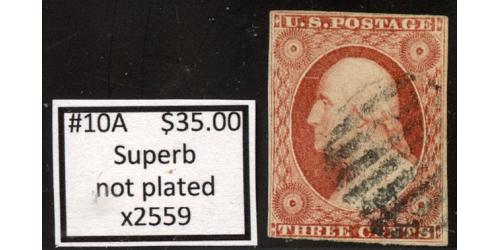 #10A $35.00
Superb
not plated
x2559
U.S. POSTAGE
THREE CENTS